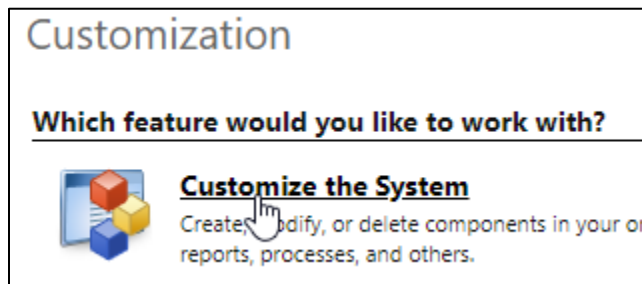 Customization
Which feature would you like to work with?
Customize the System
Create, modify, or delete components in your
reports, processes, and others.